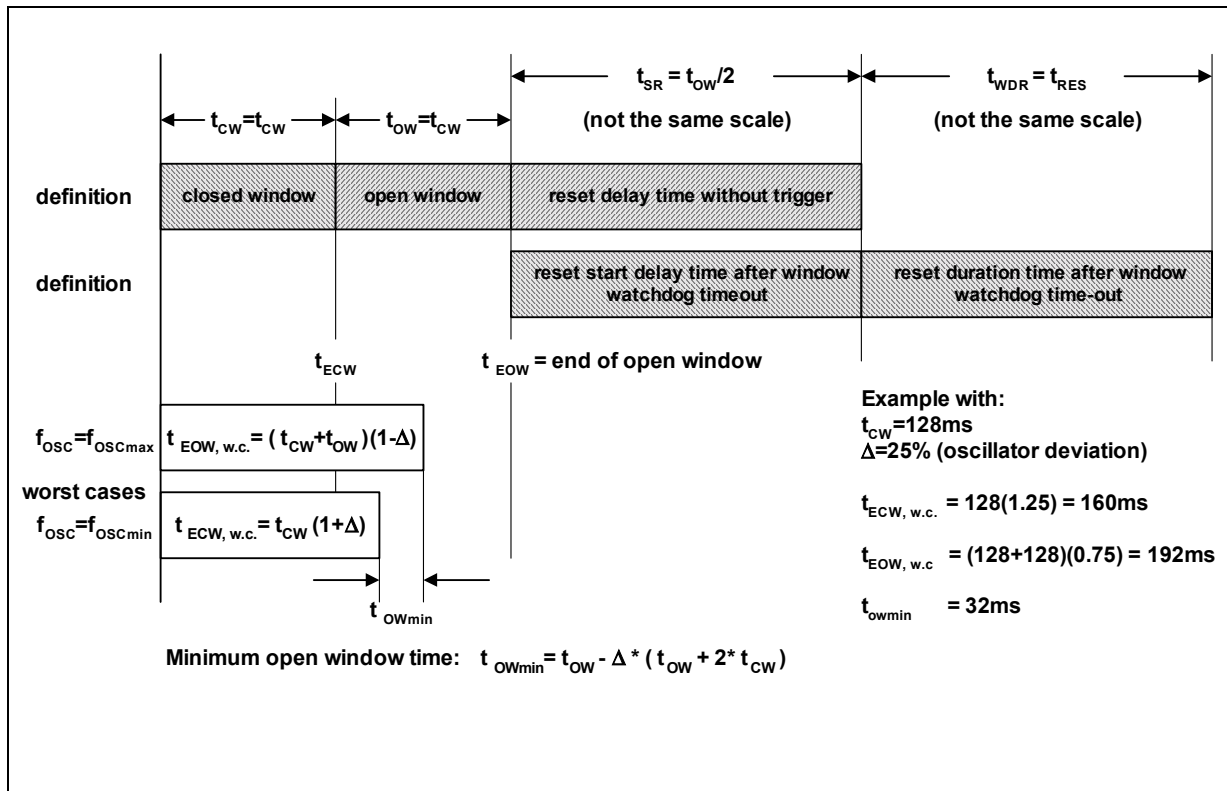 t_SR = t_OW/2
t_WDR = t_RES
t_CW=t_CW
t_OW=t_CW
(not the same scale)
(not the same scale)
definition
closed window
open window
reset delay time without trigger
definition
reset start delay time after window
watchdog timeout
reset duration time after window
watchdog time-out
t_ECW
t_EOW = end of open window
f_OSC=f_OSCmax
t_EOW, w.c. = ( t_CW+t_OW )(1-Δ)
worst cases
f_OSC=f_OSCmin
t_ECW, w.c. = t_CW (1+Δ)
t_OWmin
Example with:
t_CW=128ms
Δ=25% (oscillator deviation)
t_ECW, w.c. = 128(1.25) = 160ms
t_EOW, w.c = (128+128)(0.75) = 192ms
t_owmin = 32ms
Minimum open window time: t_OWmin= t_OW - Δ * ( t_OW + 2* t_CW )